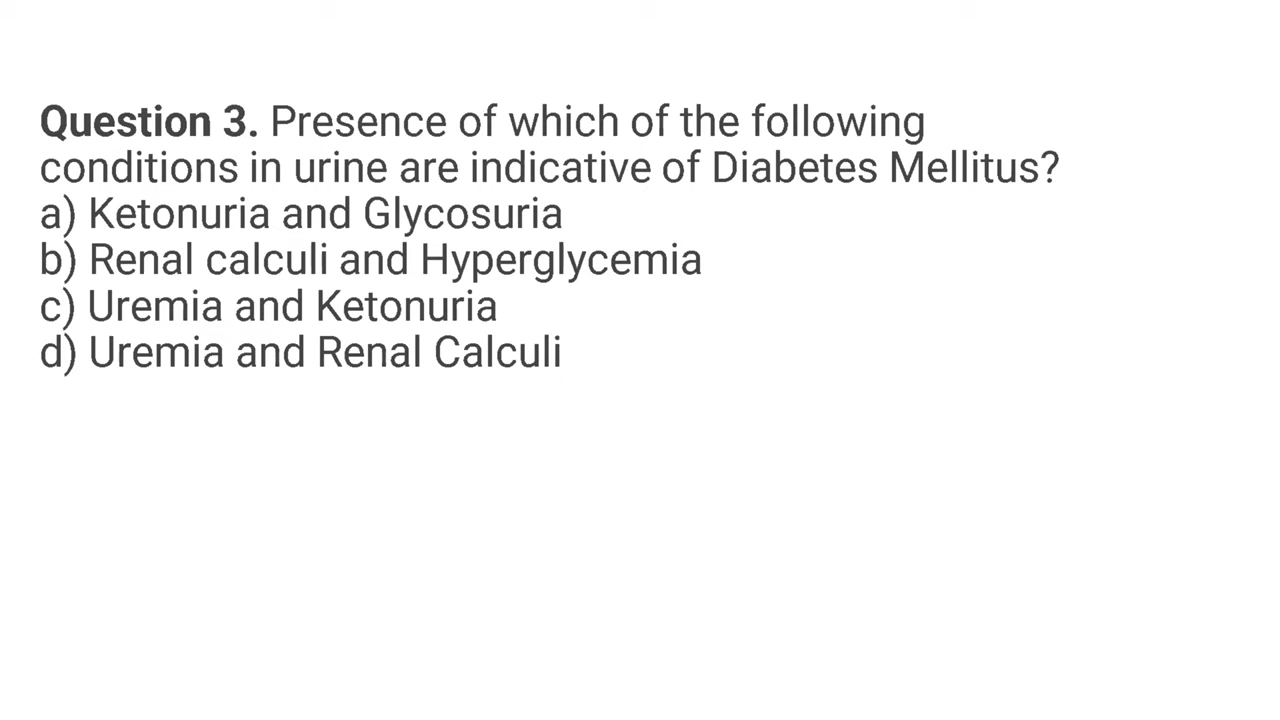 Question 3. Presence of which of the following
conditions in urine are indicative of Diabetes Mellitus?
a) Ketonuria and Glycosuria
b) Renal calculi and Hyperglycemia
c) Uremia and Ketonuria
d) Uremia and Renal Calculi